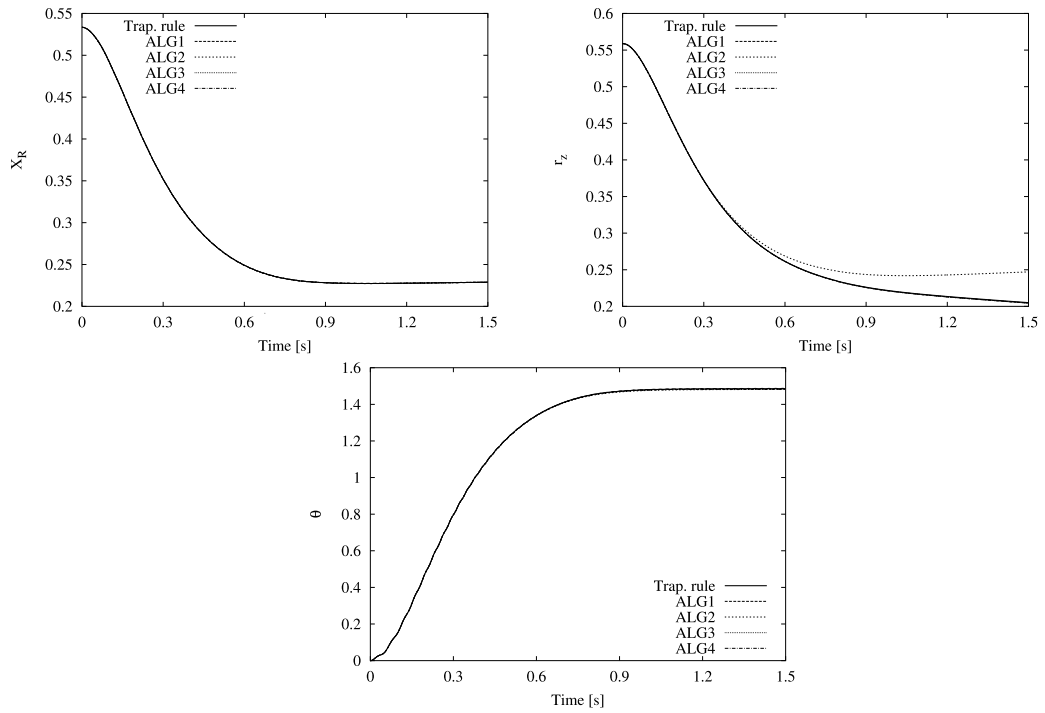 0.55
0.5
0.45
0.4
0.35
0.3
0.25
0.2
X_R
Trap. rule
ALG1
ALG2
ALG3
ALG4
0 0.3 0.6 0.9 1.2 1.5
Time [s]
0.6
0.55
0.5
0.45
0.4
0.35
0.3
0.25
0.2
r_z
Trap. rule
ALG1
ALG2
ALG3
ALG4
0 0.3 0.6 0.9 1.2 1.5
Time [s]
1.6
1.4
1.2
1
0.8
0.6
0.4
0.2
0
θ
Trap. rule
ALG1
ALG2
ALG3
ALG4
0 0.3 0.6 0.9 1.2 1.5
Time [s]